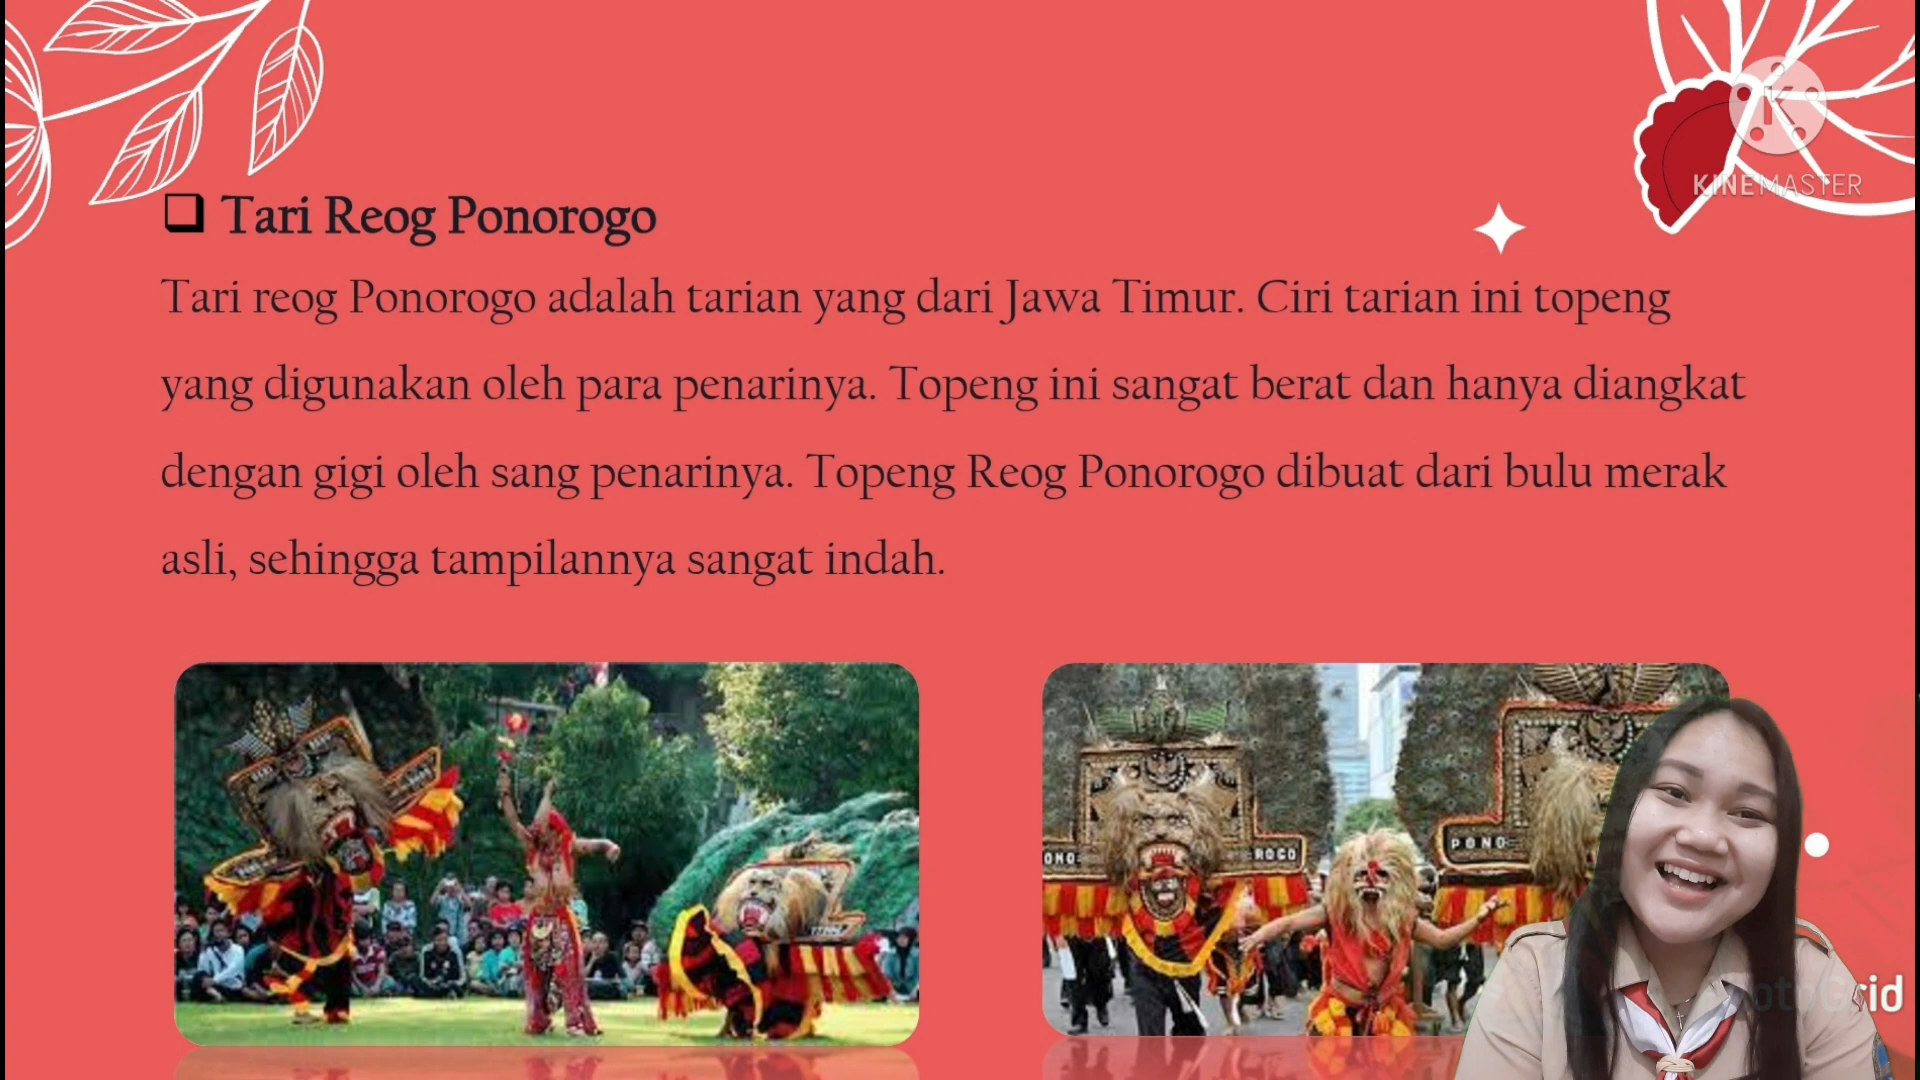 KINEMASTER
Tari Reog Ponorogo
Tari reog Ponorogo adalah tarian yang dari Jawa Timur. Ciri tarian ini topeng
yang digunakan oleh para penarinya. Topeng ini sangat berat dan hanya diangkat
dengan gigi oleh sang penarinya. Topeng Reog Ponorogo dibuat dari bulu merak
asli, sehingga tampilannya sangat indah.
ROGO
PONO